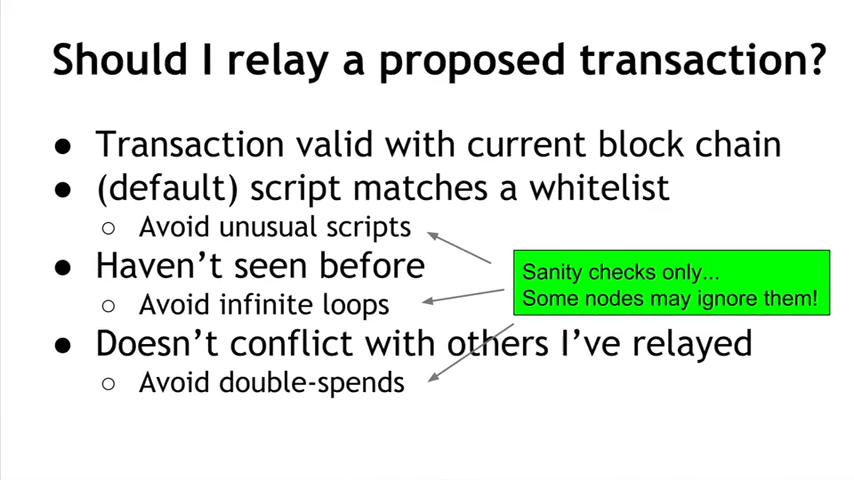 Should I relay a proposed transaction?
● Transaction valid with current block chain
● (default) script matches a whitelist
○ Avoid unusual scripts
● Haven't seen before
○ Avoid infinite loops
Sanity checks only...
Some nodes may ignore them!
● Doesn't conflict with others I've relayed
○ Avoid double-spends